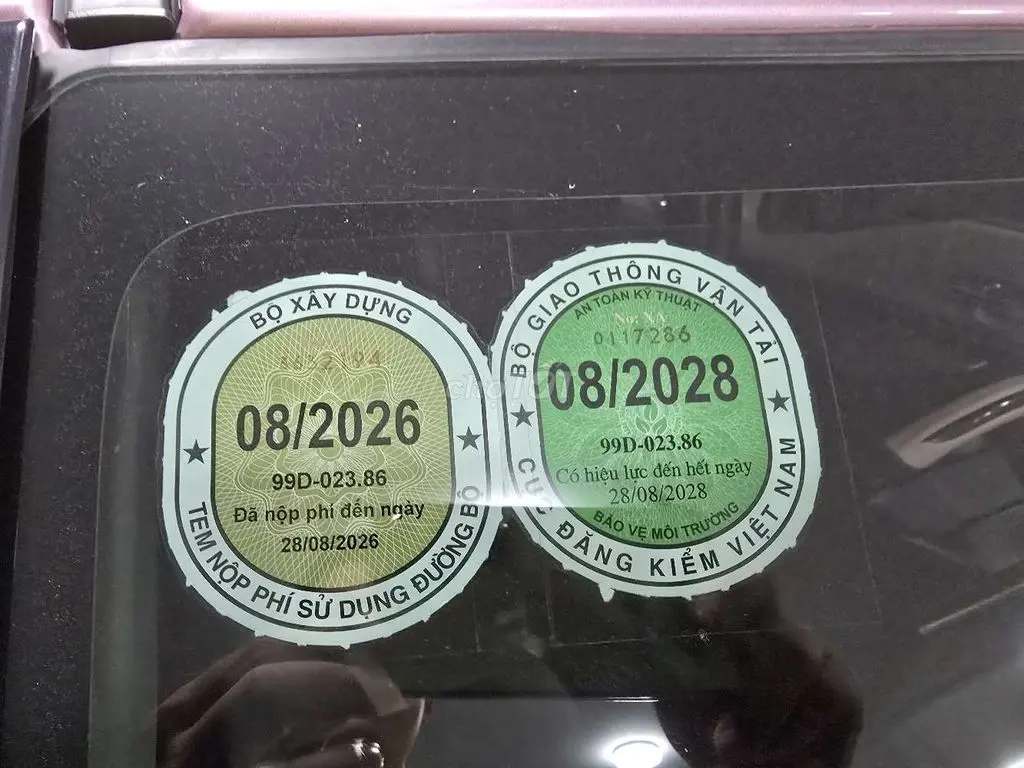 BỘ XÂY DỰNG
08/2026
99D-023.86
Đã nộp phí đến ngày
28/08/2026
TEM NỘP PHÍ SỬ DỤNG ĐƯỜNG BỘ
BỘ GIAO THÔNG VẬN TẢI
AN TOÀN KỸ THUẬT
No: XA
0117286
08/2028
99D-023.86
Có hiệu lực đến hết ngày
28/08/2028
BẢO VỆ MÔI TRƯỜNG
CỤC ĐĂNG KIỂM VIỆT NAM